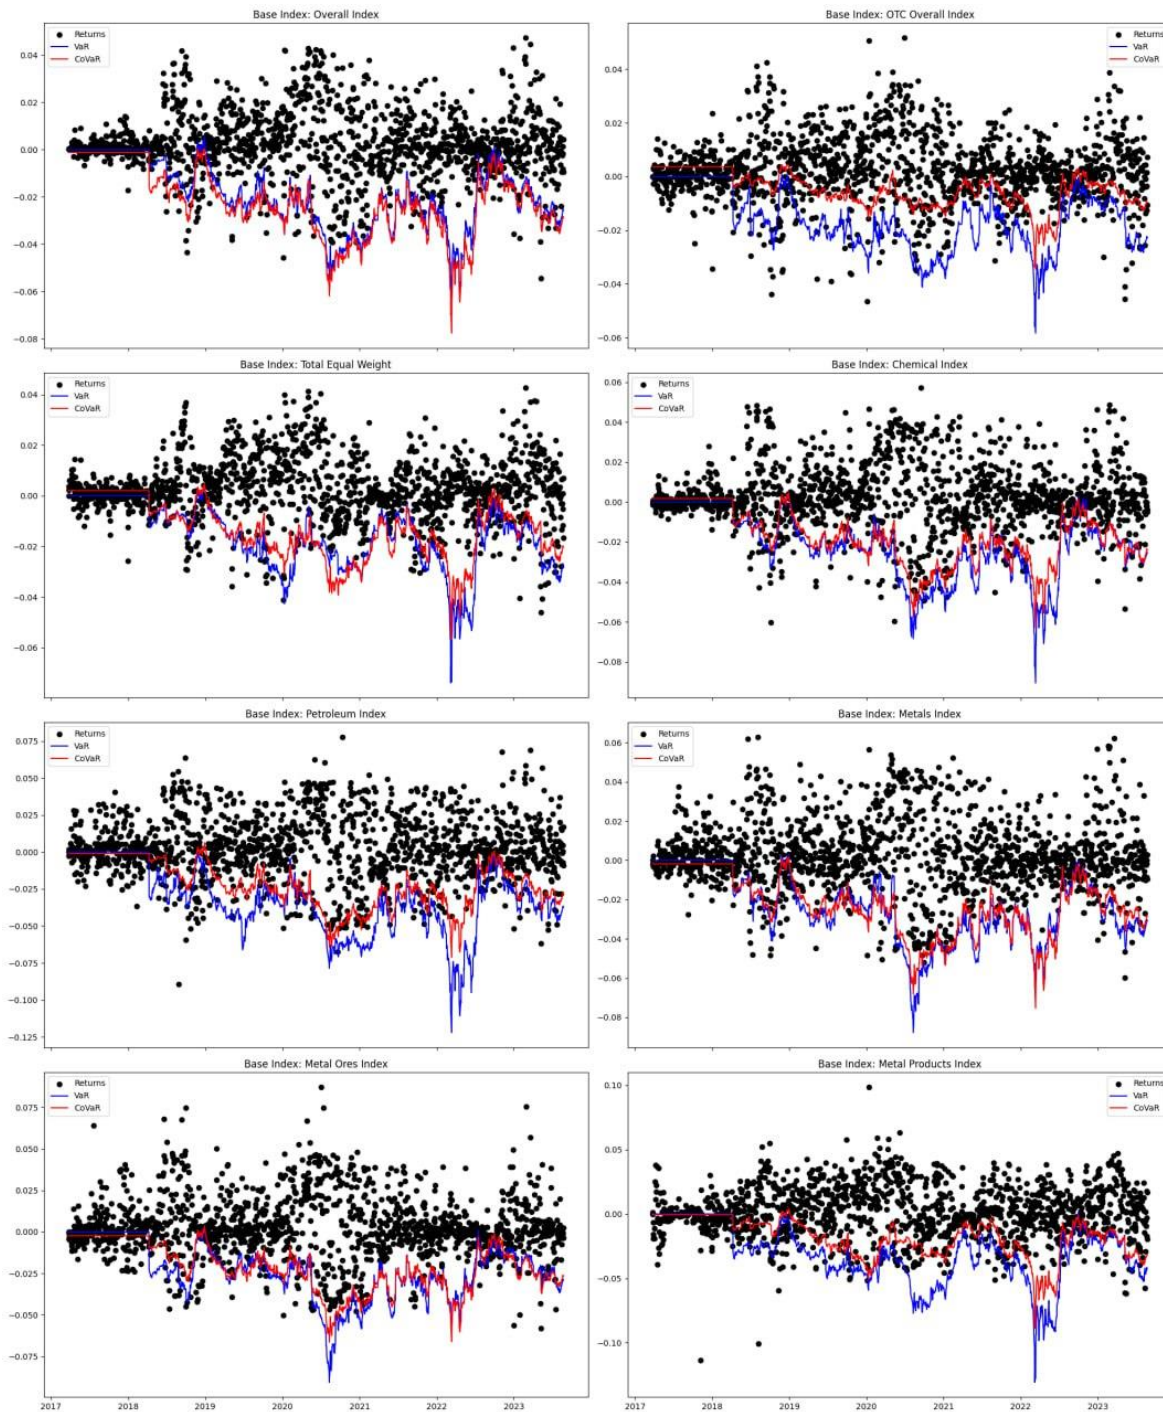 Base Index: Overall Index
Returns
VaR
CoVaR
0.04
0.02
0.00
−0.02
−0.04
−0.06
−0.08
Base Index: OTC Overall Index
Returns
VaR
CoVaR
0.04
0.02
0.00
−0.02
−0.04
−0.06
Base Index: Total Equal Weight
Returns
VaR
CoVaR
0.04
0.02
0.00
−0.02
−0.04
−0.06
Base Index: Chemical Index
Returns
VaR
CoVaR
0.06
0.04
0.02
0.00
−0.02
−0.04
−0.06
−0.08
Base Index: Petroleum Index
Returns
VaR
CoVaR
0.075
0.050
0.025
0.000
−0.025
−0.050
−0.075
−0.100
−0.125
Base Index: Metals Index
Returns
VaR
CoVaR
0.06
0.04
0.02
0.00
−0.02
−0.04
−0.06
−0.08
Base Index: Metal Ores Index
Returns
VaR
CoVaR
0.075
0.050
0.025
0.000
−0.025
−0.050
−0.075
2017 2018 2019 2020 2021 2022 2023
Base Index: Metal Products Index
Returns
VaR
CoVaR
0.10
0.05
0.00
−0.05
−0.10
2017 2018 2019 2020 2021 2022 2023